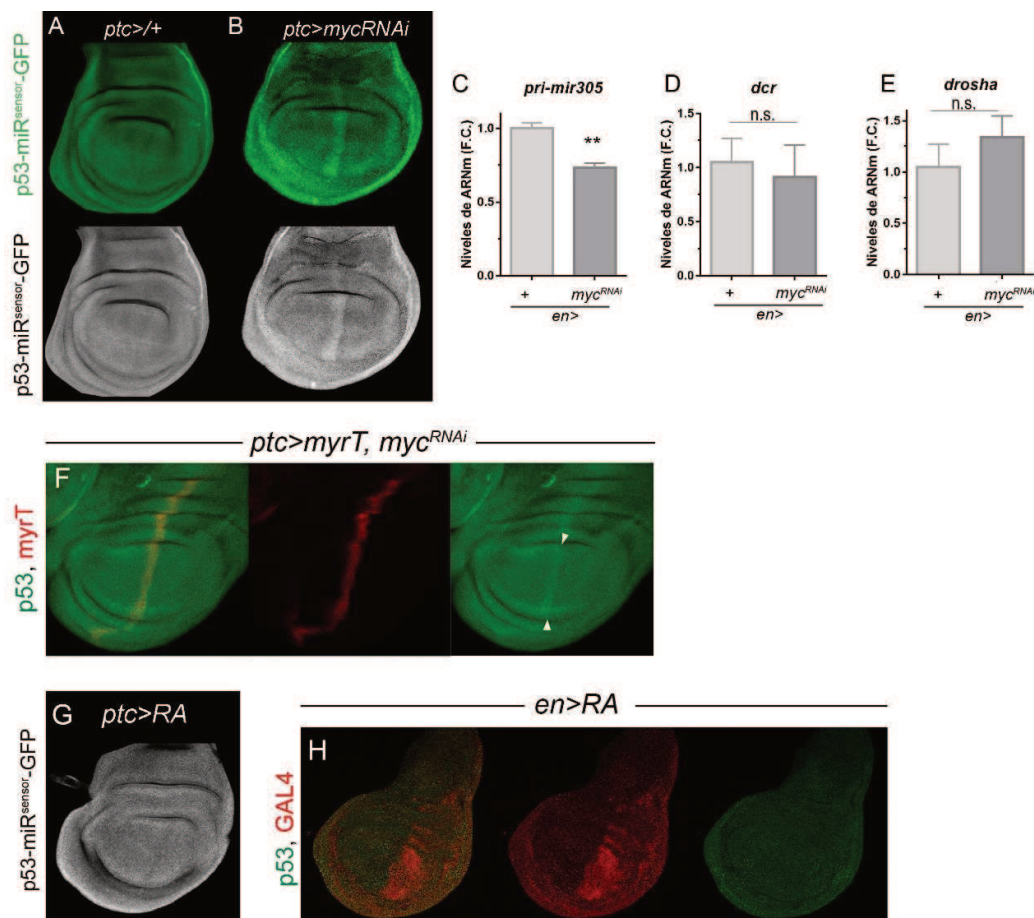 A
ptc>/+
B
ptc>mycRNAi
p53-miRsensor-GFP
p53-miRsensor-GFP
C
pri-mir305
Niveles de ARNm (F.C.)
1.0
0.5
0.0
**
+
mycRNAi
en>
D
dcr
n.s.
Niveles de ARNm (F.C.)
1.5
1.0
0.5
0.0
+
mycRNAi
en>
E
drosha
n.s.
Niveles de ARNm (F.C.)
1.5
1.0
0.5
0.0
+
mycRNAi
en>
ptc>myrT, mycRNAi
F
p53, myrT
G
ptc>RA
p53-miRsensor-GFP
en>RA
H
p53, GAL4